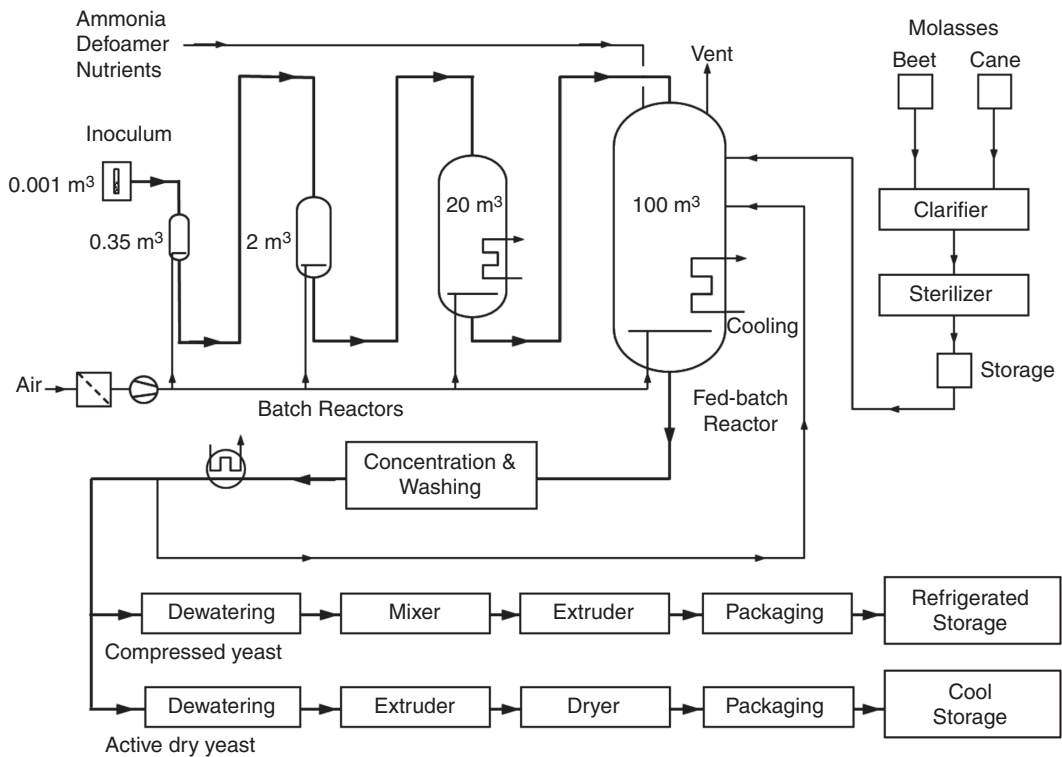 Ammonia
Defoamer
Nutrients
Vent
Molasses
Beet
Cane
Inoculum
0.001 m³
0.35 m³
2 m³
20 m³
100 m³
Clarifier
Sterilizer
Cooling
Storage
Air
Batch Reactors
Fed-batch
Reactor
Concentration &
Washing
Dewatering
Mixer
Extruder
Packaging
Refrigerated
Storage
Compressed yeast
Dewatering
Extruder
Dryer
Packaging
Cool
Storage
Active dry yeast